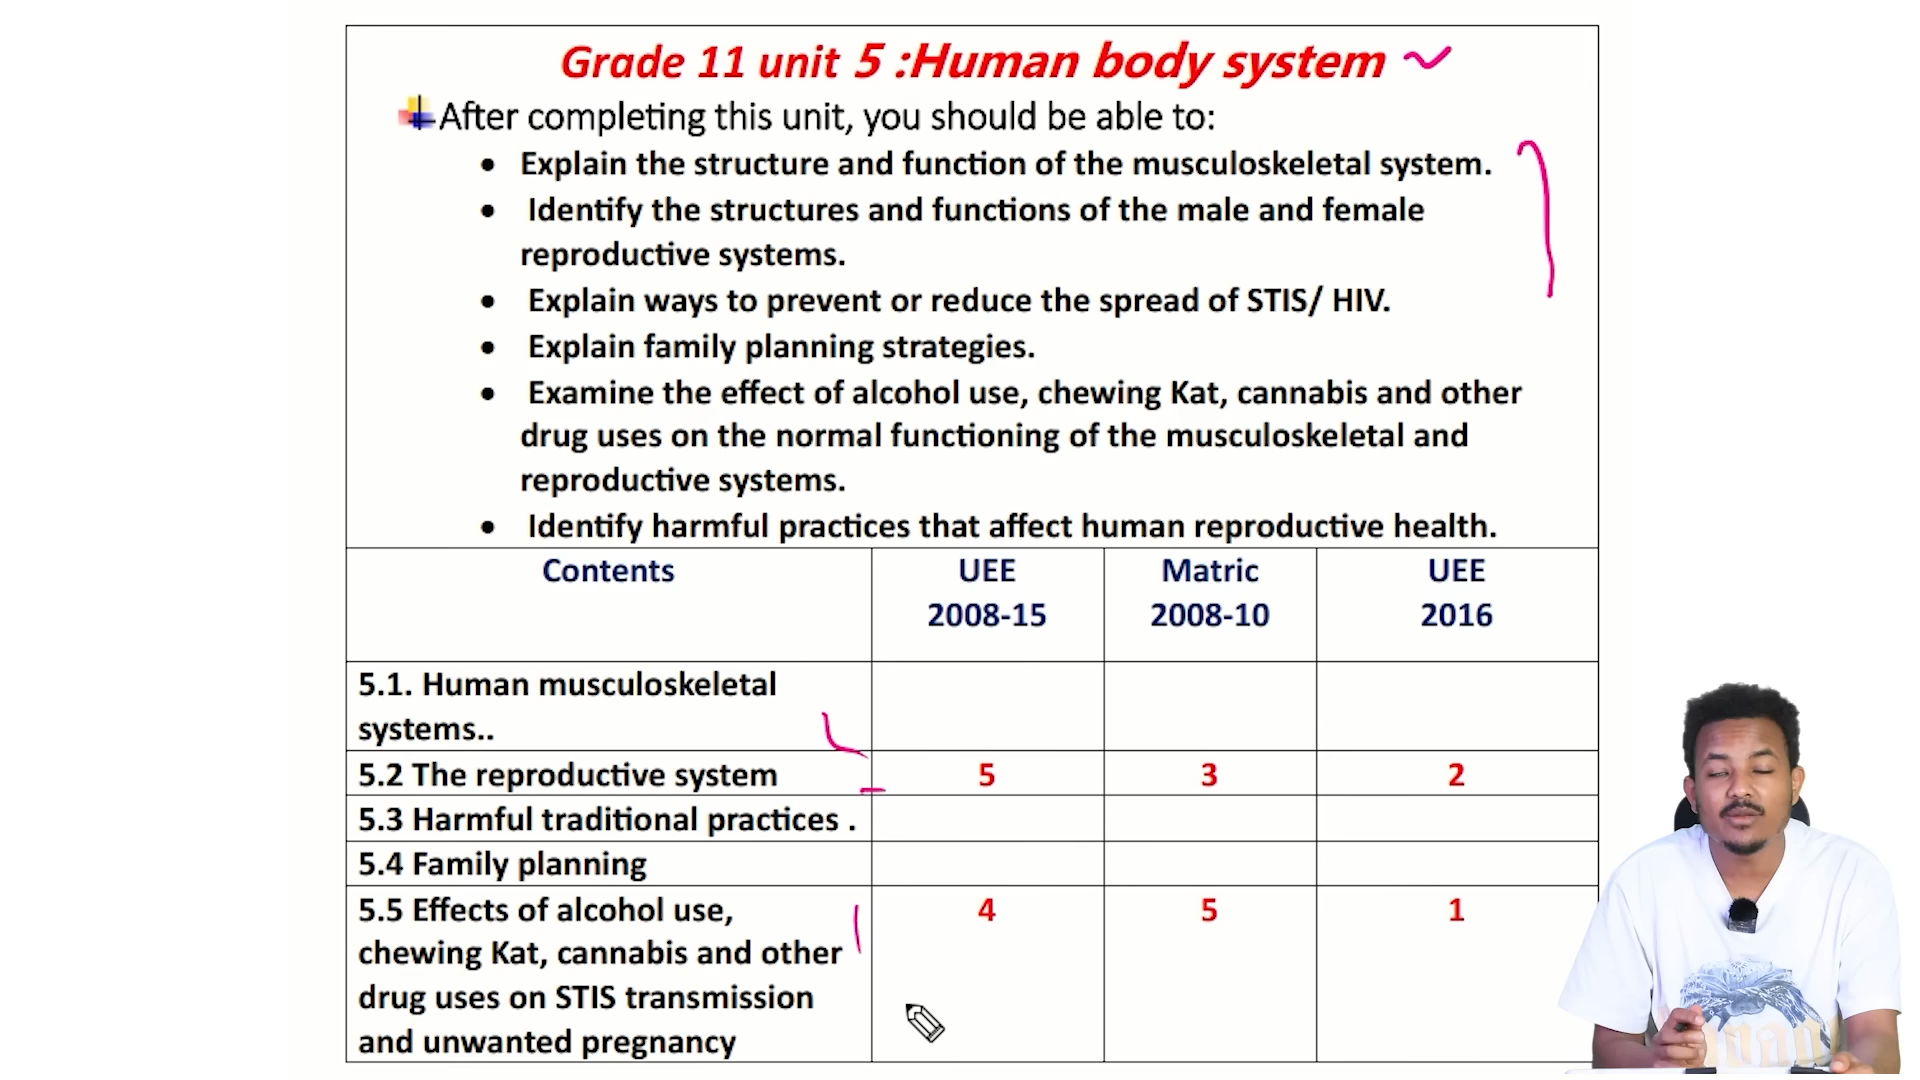 Grade 11 unit 5 :Human body system
After completing this unit, you should be able to:
• Explain the structure and function of the musculoskeletal system.
• Identify the structures and functions of the male and female
reproductive systems.
• Explain ways to prevent or reduce the spread of STIS/ HIV.
• Explain family planning strategies.
• Examine the effect of alcohol use, chewing Kat, cannabis and other
drug uses on the normal functioning of the musculoskeletal and
reproductive systems.
• Identify harmful practices that affect human reproductive health.
Contents UEE Matric UEE
2008-15 2008-10 2016
5.1. Human musculoskeletal
systems..
5.2 The reproductive system 5 3 2
5.3 Harmful traditional practices .
5.4 Family planning
5.5 Effects of alcohol use, 4 5 1
chewing Kat, cannabis and other
drug uses on STIS transmission
and unwanted pregnancy